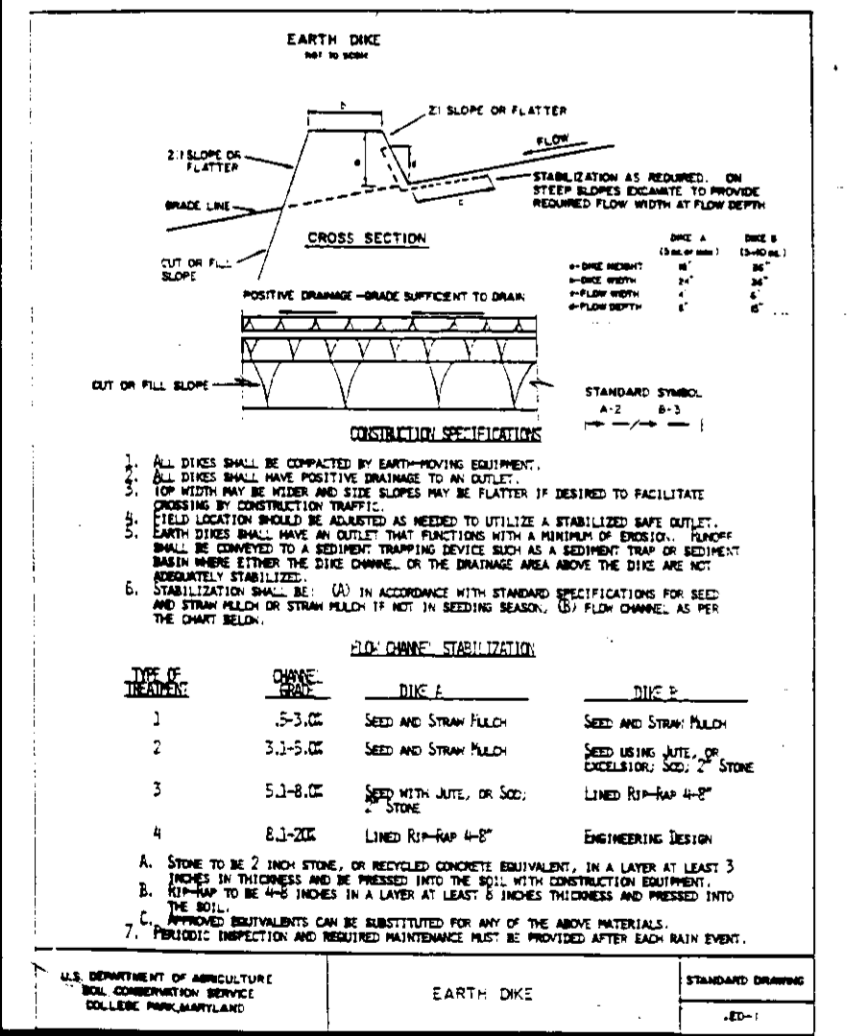 EARTH DIKE
NOT TO SCALE
b
2:1 SLOPE OR FLATTER
FLOW
2:1 SLOPE OR
FLATTER
STABILIZATION AS REQUIRED. ON
STEEP SLOPES EXCAVATE TO PROVIDE
REQUIRED FLOW WIDTH AT FLOW DEPTH
c
GRADE LINE
CROSS SECTION
CUT OR FILL
SLOPE
DIKE A
DIKE B
(5-10 ac.)
a-DIKE HEIGHT 18" 36"
b-DIKE WIDTH 24" 36"
c-FLOW WIDTH 4' 6'
d-FLOW DEPTH 8" 15"
POSITIVE DRAINAGE-GRADE SUFFICIENT TO DRAIN
CUT OR FILL SLOPE
STANDARD SYMBOL
A-2 B-3
CONSTRUCTION SPECIFICATIONS
1. ALL DIKES SHALL BE COMPACTED BY EARTH-MOVING EQUIPMENT.
2. ALL DIKES SHALL HAVE POSITIVE DRAINAGE TO AN OUTLET.
3. TOP WIDTH MAY BE WIDER AND SIDE SLOPES MAY BE FLATTER IF DESIRED TO FACILITATE
CROSSING BY CONSTRUCTION TRAFFIC.
4. FIELD LOCATION SHOULD BE ADJUSTED AS NEEDED TO UTILIZE A STABILIZED SAFE OUTLET.
5. EARTH DIKES SHALL HAVE AN OUTLET THAT FUNCTIONS WITH A MINIMUM OF EROSION. RUNOFF
SHALL BE CONVEYED TO A SEDIMENT TRAPPING DEVICE SUCH AS A SEDIMENT TRAP OR SEDIMENT
BASIN WHERE EITHER THE DIKE CHANNEL OR THE DRAINAGE AREA ABOVE THE DIKE ARE NOT
ADEQUATELY STABILIZED.
6. STABILIZATION SHALL BE: (A) IN ACCORDANCE WITH STANDARD SPECIFICATIONS FOR SEED
AND STRAW MULCH OR STRAW MULCH IF NOT IN SEEDING SEASON, (B) FLOW CHANNEL AS PER
THE CHART BELOW.
FLOW CHANNEL STABILIZATION
TYPE OF
TREATMENT
CHANNEL
GRADE
DIKE A
DIKE B
1 .5-3.0% SEED AND STRAW MULCH SEED AND STRAW MULCH
2 3.1-5.0% SEED AND STRAW MULCH SEED USING JUTE, OR
EXCELSIOR; SOD; 2" STONE
3 5.1-8.0% SEED WITH JUTE, OR SOD; LINED RIP-RAP 4-8"
2" STONE
4 8.1-20% LINED RIP-RAP 4-8" ENGINEERING DESIGN
A. STONE TO BE 2 INCH STONE, OR RECYCLED CONCRETE EQUIVALENT, IN A LAYER AT LEAST 3
INCHES IN THICKNESS AND BE PRESSED INTO THE SOIL WITH CONSTRUCTION EQUIPMENT.
B. RIP-RAP TO BE 4-8 INCHES IN A LAYER AT LEAST 8 INCHES THICKNESS AND PRESSED INTO
THE SOIL.
C. APPROVED EQUIVALENTS CAN BE SUBSTITUTED FOR ANY OF THE ABOVE MATERIALS.
7. PERIODIC INSPECTION AND REQUIRED MAINTENANCE MUST BE PROVIDED AFTER EACH RAIN EVENT.
U.S. DEPARTMENT OF AGRICULTURE
SOIL CONSERVATION SERVICE
COLLEGE PARK, MARYLAND
EARTH DIKE
STANDARD DRAWING
ED-1